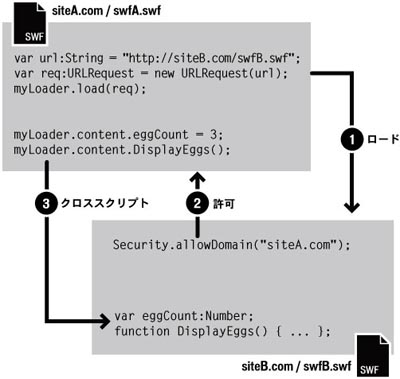 siteA.com / swfA.swf
SWF
var url:String = "http://siteB.com/swfB.swf";
var req:URLRequest = new URLRequest(url);
myLoader.load(req);
myLoader.content.eggCount = 3;
myLoader.content.DisplayEggs();
1 ロード
3 クロススクリプト
2 許可
Security.allowDomain("siteA.com");
var eggCount:Number;
function DisplayEggs() { ... };
siteB.com / swfB.swf
SWF